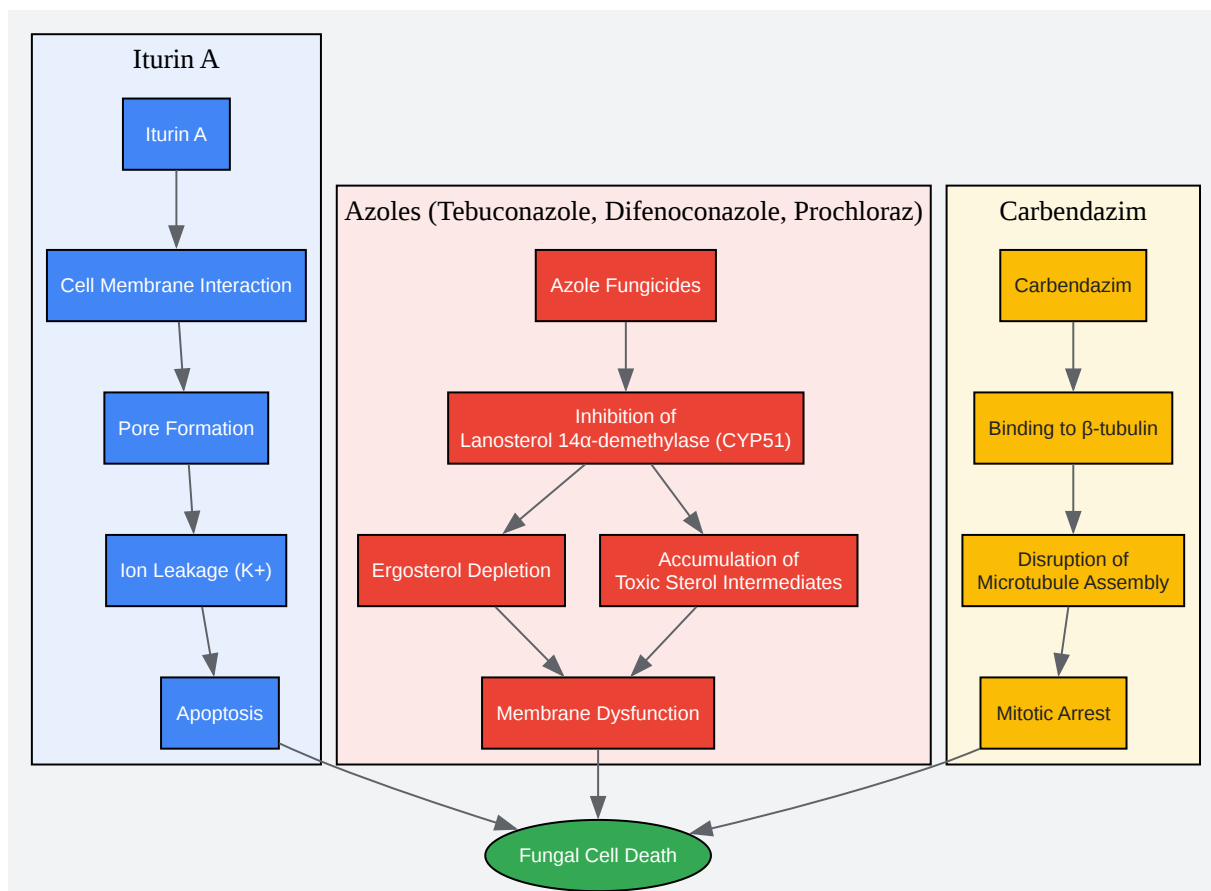 Iturin A
Iturin A
Cell Membrane Interaction
Pore Formation
Ion Leakage (K+)
Apoptosis
Azoles (Tebuconazole, Difenoconazole, Prochloraz)
Azole Fungicides
Inhibition of
Lanosterol 14α-demethylase (CYP51)
Ergosterol Depletion
Accumulation of
Toxic Sterol Intermediates
Membrane Dysfunction
Carbendazim
Carbendazim
Binding to β-tubulin
Disruption of
Microtubule Assembly
Mitotic Arrest
Fungal Cell Death